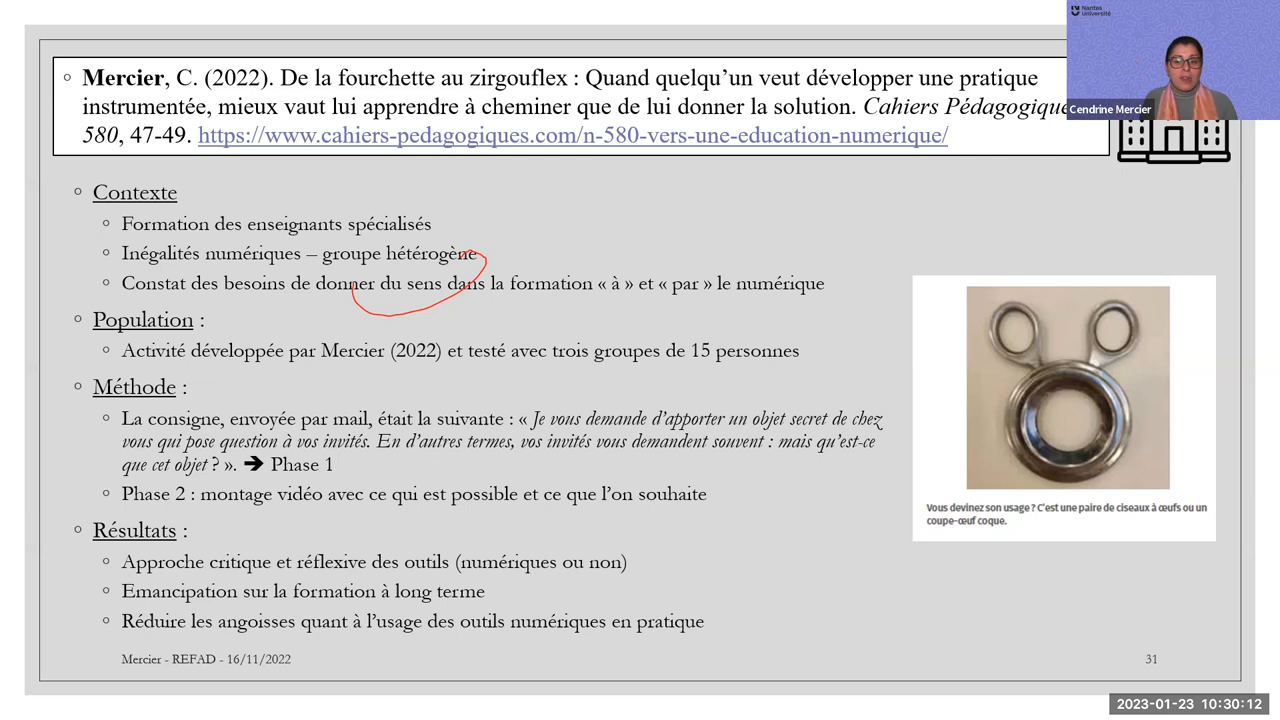 Nantes
Université
Cendrine Mercier
◦ Mercier, C. (2022). De la fourchette au zirgouflex : Quand quelqu’un veut développer une pratique
instrumentée, mieux vaut lui apprendre à cheminer que de lui donner la solution. Cahiers Pédagogique
580, 47-49. https://www.cahiers-pedagogiques.com/n-580-vers-une-education-numerique/
◦ Contexte
◦ Formation des enseignants spécialisés
◦ Inégalités numériques – groupe hétérogène
◦ Constat des besoins de donner du sens dans la formation « à » et « par » le numérique
◦ Population :
◦ Activité développée par Mercier (2022) et testé avec trois groupes de 15 personnes
◦ Méthode :
◦ La consigne, envoyée par mail, était la suivante : « Je vous demande d’apporter un objet secret de chez
vous qui pose question à vos invités. En d’autres termes, vos invités vous demandent souvent : mais qu’est-ce
que cet objet ? ». ➔ Phase 1
◦ Phase 2 : montage vidéo avec ce qui est possible et ce que l’on souhaite
◦ Résultats :
◦ Approche critique et réflexive des outils (numériques ou non)
◦ Emancipation sur la formation à long terme
◦ Réduire les angoisses quant à l’usage des outils numériques en pratique
Vous devinez son usage ? C’est une paire de ciseaux à œufs ou un
coupe-œuf coque.
Mercier - REFAD - 16/11/2022
31
2023-01-23 10:30:12